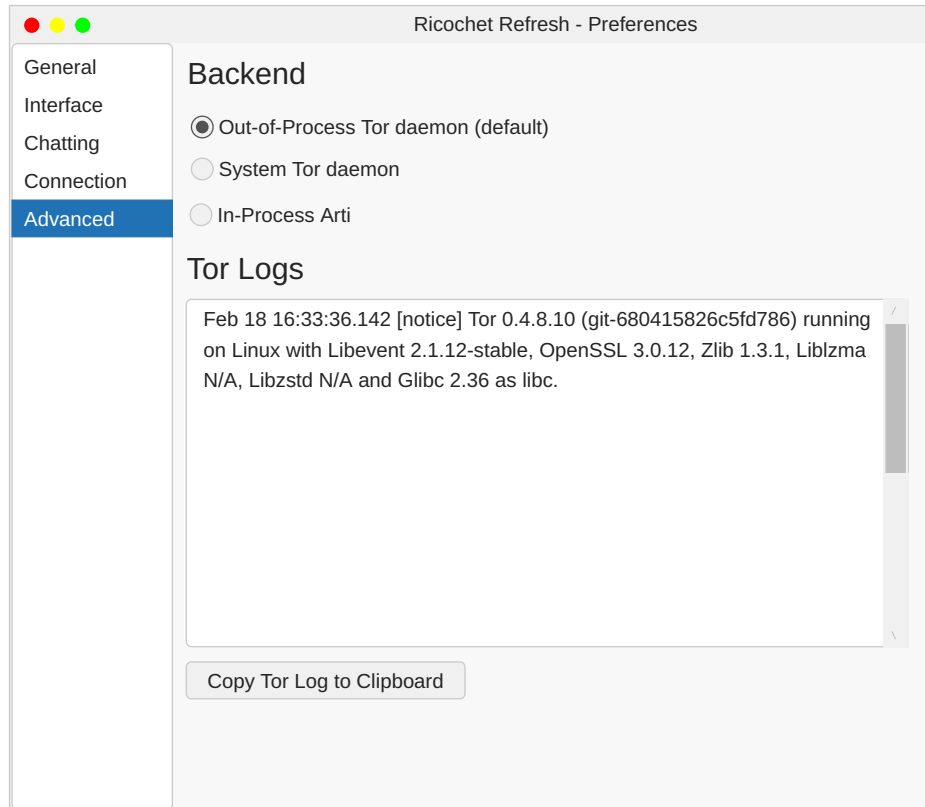 Ricochet Refresh - Preferences
General
Interface
Chatting
Connection
Advanced
Backend
Out-of-Process Tor daemon (default)
System Tor daemon
In-Process Arti
Tor Logs
Feb 18 16:33:36.142 [notice] Tor 0.4.8.10 (git-680415826c5fd786) running
on Linux with Libevent 2.1.12-stable, OpenSSL 3.0.12, Zlib 1.3.1, Liblzma
N/A, Libzstd N/A and Glibc 2.36 as libc.
Copy Tor Log to Clipboard